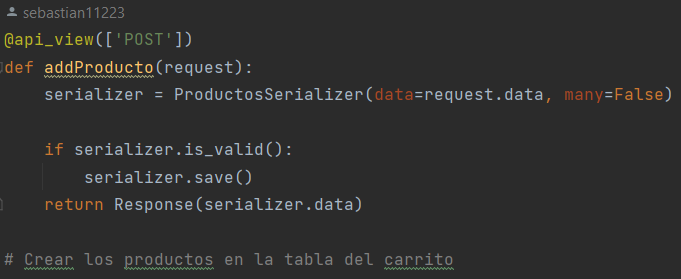 sebastian11223
@api_view(['POST'])
def addProducto(request):
    serializer = ProductosSerializer(data=request.data, many=False)
    if serializer.is_valid():
        serializer.save()
    return Response(serializer.data)
# Crear los productos en la tabla del carrito